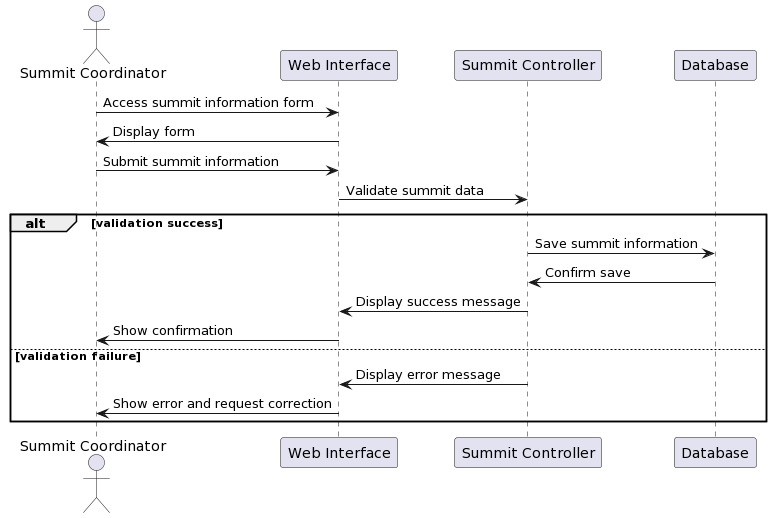 Summit Coordinator
Web Interface
Summit Controller
Database
Access summit information form
Display form
Submit summit information
Validate summit data
alt
[validation success]
Save summit information
Confirm save
Display success message
Show confirmation
[validation failure]
Display error message
Show error and request correction
Summit Coordinator
Web Interface
Summit Controller
Database